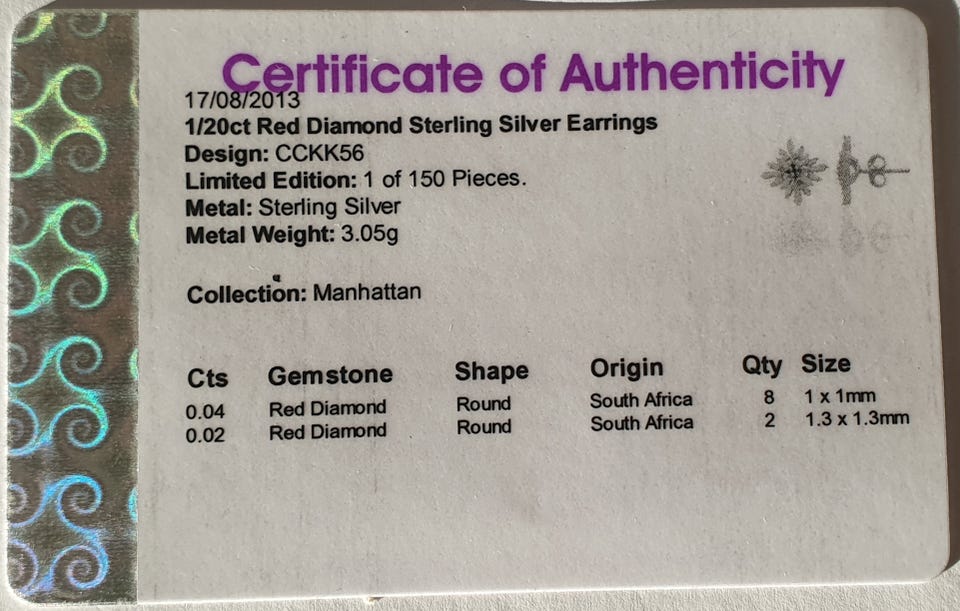 Certificate of Authenticity
17/08/2013
1/20ct Red Diamond Sterling Silver Earrings
Design: CCKK56
Limited Edition: 1 of 150 Pieces.
Metal: Sterling Silver
Metal Weight: 3.05g
Collection: Manhattan
Cts Gemstone Shape Origin Qty Size
0.04 Red Diamond Round South Africa 8 1 x 1mm
0.02 Red Diamond Round South Africa 2 1.3 x 1.3mm